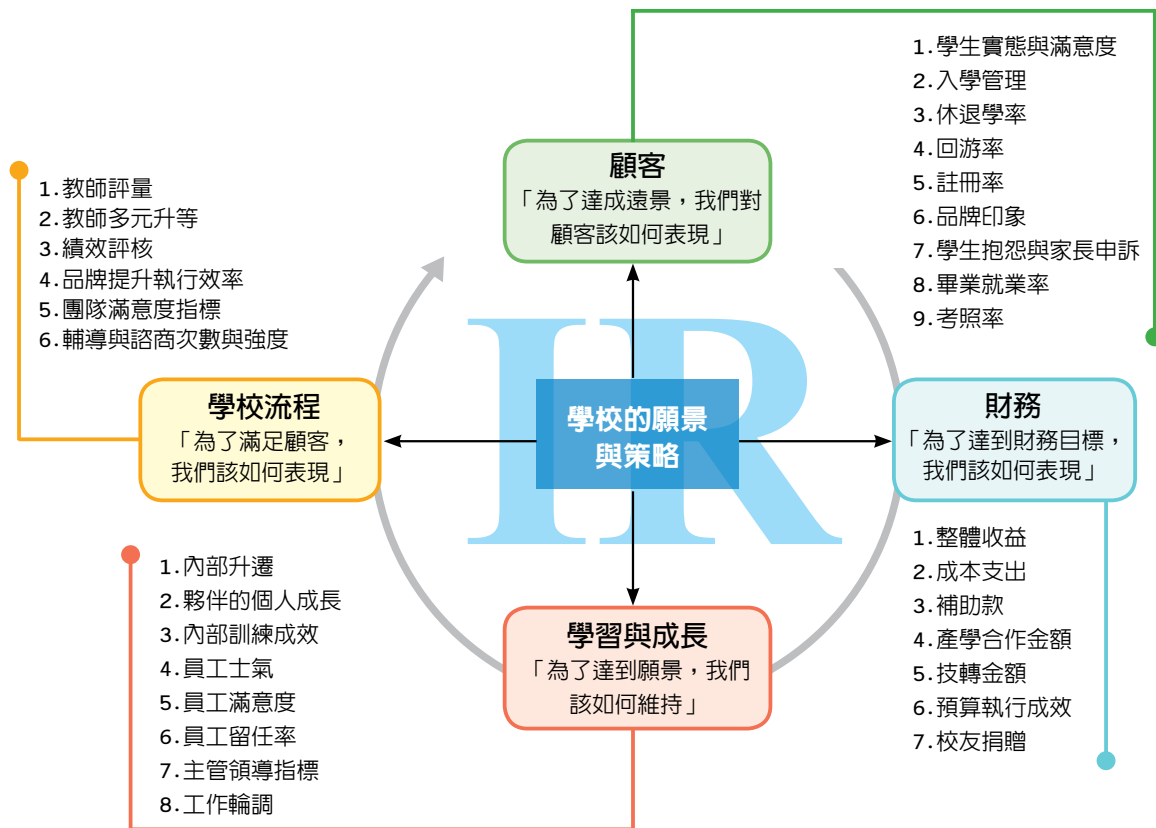 1.學生實態與滿意度
2.入學管理
3.休退學率
4.回游率
5.註冊率
6.品牌印象
7.學生抱怨與家長申訴
8.畢業就業率
9.考照率
顧客
「為了達成遠景，我們對
顧客該如何表現」
1.教師評量
2.教師多元升等
3.績效評核
4.品牌提升執行效率
5.團隊滿意度指標
6.輔導與諮商次數與強度
學校流程
「為了滿足顧客，
我們該如何表現」
IR
學校的願景
與策略
財務
「為了達到財務目標，
我們該如何表現」
1.內部升遷
2.夥伴的個人成長
3.內部訓練成效
4.員工士氣
5.員工滿意度
6.員工留任率
7.主管領導指標
8.工作輪調
學習與成長
「為了達到願景，我們
該如何維持」
1.整體收益
2.成本支出
3.補助款
4.產學合作金額
5.技轉金額
6.預算執行成效
7.校友捐贈